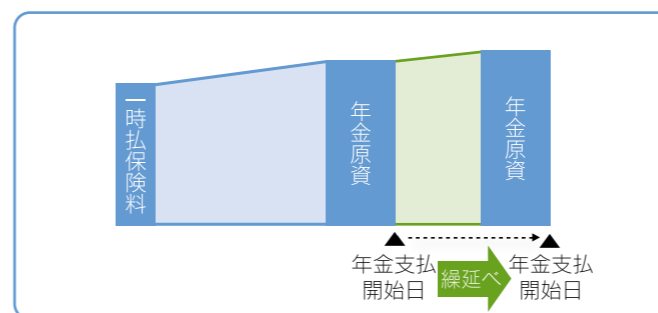 一時払保険料
年金原資
年金原資
年金支払
開始日
繰延べ
年金支払
開始日